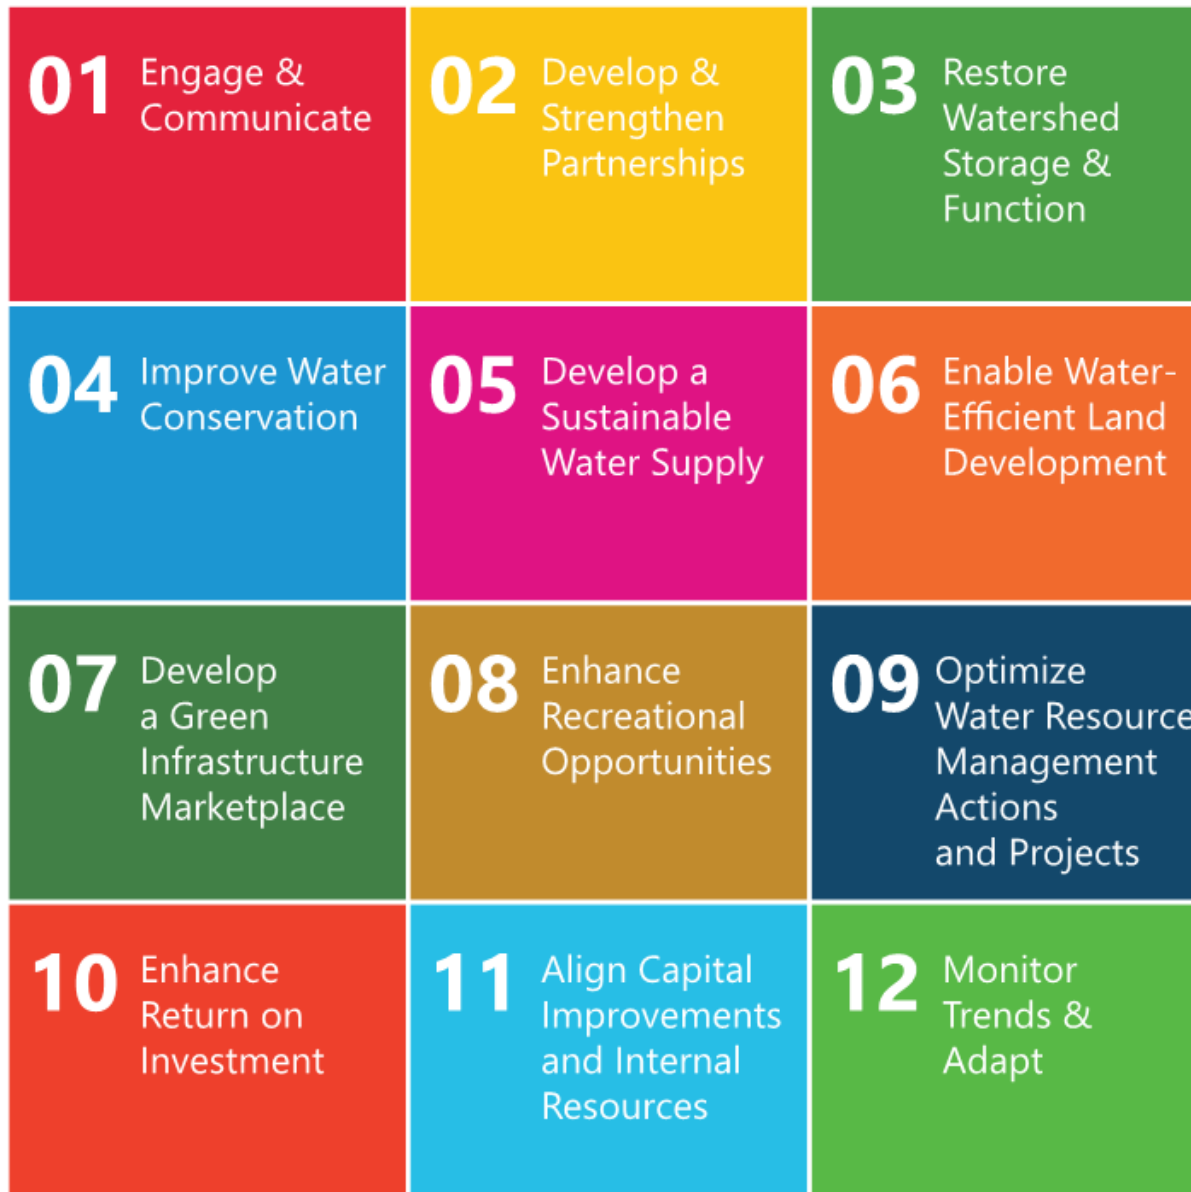 01 Engage &
Communicate
02 Develop &
Strengthen
Partnerships
03 Restore
Watershed
Storage &
Function
04 Improve Water
Conservation
05 Develop a
Sustainable
Water Supply
06 Enable Water-
Efficient Land
Development
07 Develop
a Green
Infrastructure
Marketplace
08 Enhance
Recreational
Opportunities
09 Optimize
Water Resource
Management
Actions
and Projects
10 Enhance
Return on
Investment
11 Align Capital
Improvements
and Internal
Resources
12 Monitor
Trends &
Adapt